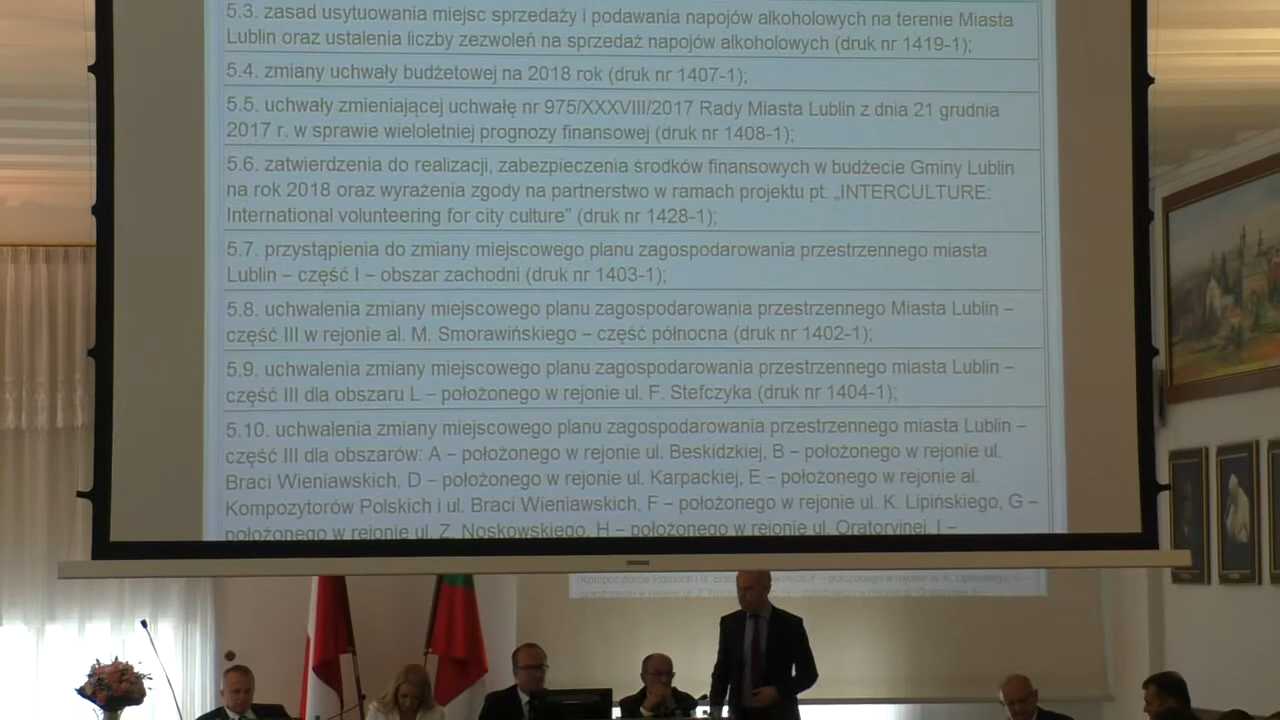 5.3. zasad usytuowania miejsc sprzedaży i podawania napojów alkoholowych na terenie Miasta
Lublin oraz ustalenia liczby zezwoleń na sprzedaż napojów alkoholowych (druk nr 1419-1);
5.4. zmiany uchwały budżetowej na 2018 rok (druk nr 1407-1);
5.5. uchwały zmieniającej uchwałę nr 975/XXXVIII/2017 Rady Miasta Lublin z dnia 21 grudnia
2017 r. w sprawie wieloletniej prognozy finansowej (druk nr 1408-1);
5.6. zatwierdzenia do realizacji, zabezpieczenia środków finansowych w budżecie Gminy Lublin
na rok 2018 oraz wyrażenia zgody na partnerstwo w ramach projektu pt. „INTERCULTURE:
International volunteering for city culture” (druk nr 1428-1);
5.7. przystąpienia do zmiany miejscowego planu zagospodarowania przestrzennego miasta
Lublin – część I – obszar zachodni (druk nr 1403-1);
5.8. uchwalenia zmiany miejscowego planu zagospodarowania przestrzennego Miasta Lublin –
część III w rejonie al. M. Smorawińskiego – część północna (druk nr 1402-1);
5.9. uchwalenia zmiany miejscowego planu zagospodarowania przestrzennego miasta Lublin –
część III dla obszaru L – położonego w rejonie ul. F. Stefczyka (druk nr 1404-1);
5.10. uchwalenia zmiany miejscowego planu zagospodarowania przestrzennego miasta Lublin –
część III dla obszarów: A – położonego w rejonie ul. Beskidzkiej, B – położonego w rejonie ul.
Braci Wieniawskich, D – położonego w rejonie ul. Karpackiej, E – położonego w rejonie al.
Kompozytorów Polskich i ul. Braci Wieniawskich, F – położonego w rejonie ul. K. Lipińskiego, G –
położonego w rejonie ul. Z. Noskowskiego, H – położonego w rejonie ul. Oratoryjnej, I –